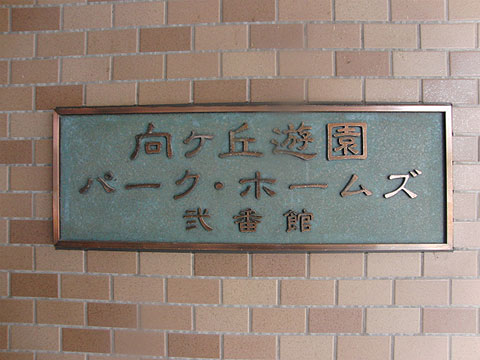 向ケ丘遊園
パーク・ホームズ
弐番館